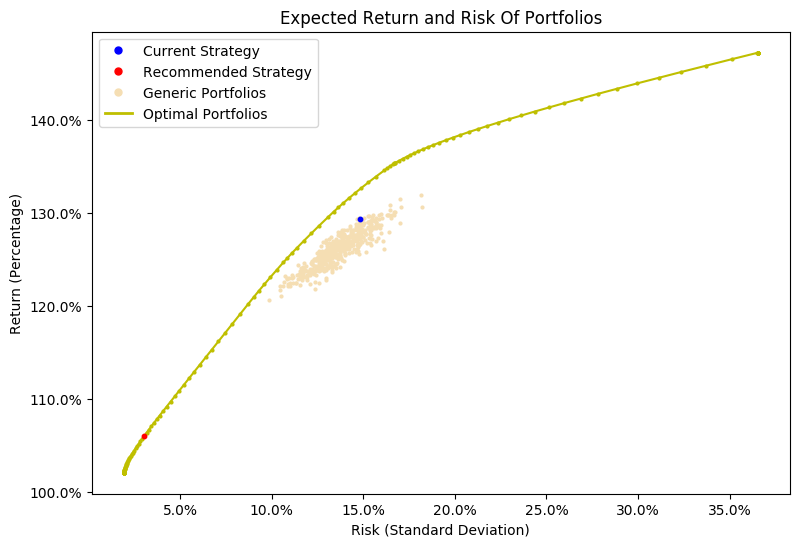 Expected Return and Risk Of Portfolios
Current Strategy
Recommended Strategy
Generic Portfolios
Optimal Portfolios
Return (Percentage)
140.0%
130.0%
120.0%
110.0%
100.0%
5.0% 10.0% 15.0% 20.0% 25.0% 30.0% 35.0%
Risk (Standard Deviation)